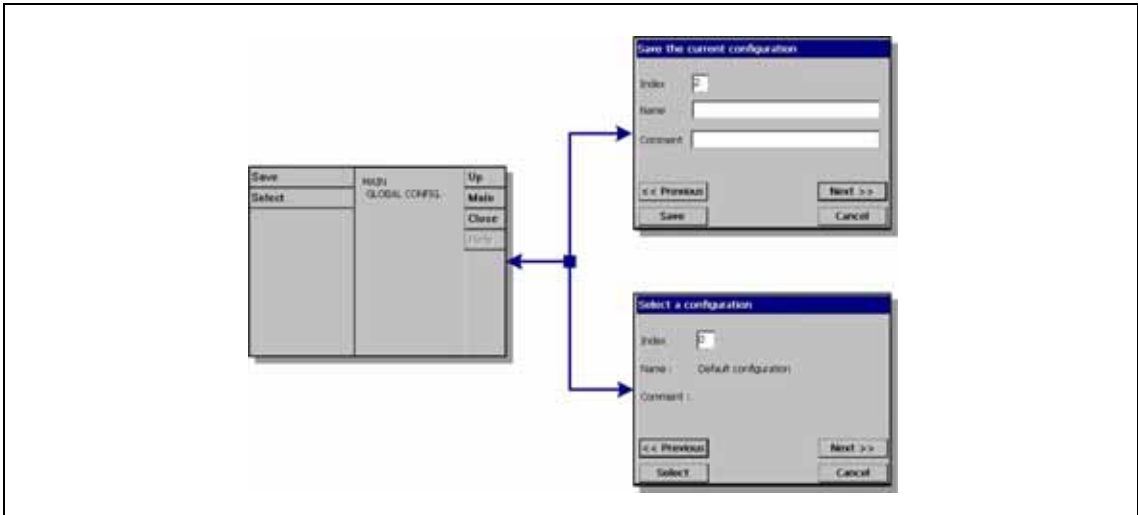 Save
Select
MAIN
GLOBAL CONFIG.
Up
Main
Close
Help
Save the current configuration
Index 2
Name
Comment
<< Previous Next >>
Save Cancel
Select a configuration
Index 0
Name : Default configuration
Comment :
<< Previous Next >>
Select Cancel